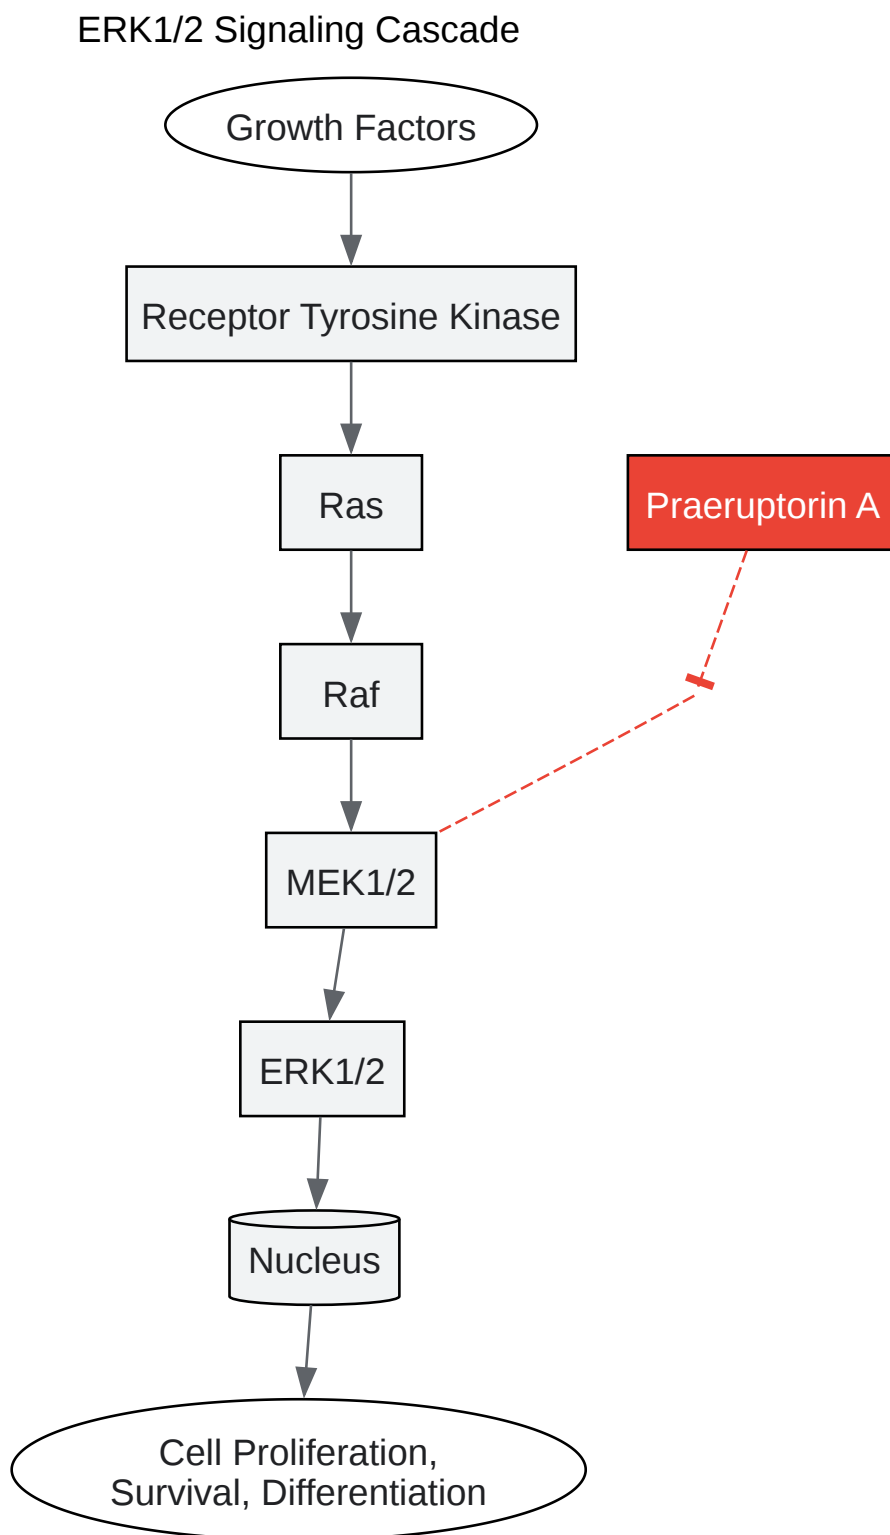 ERK1/2 Signaling Cascade
Growth Factors
Receptor Tyrosine Kinase
Ras
Praeruptorin A
Raf
MEK1/2
ERK1/2
Nucleus
Cell Proliferation,
Survival, Differentiation